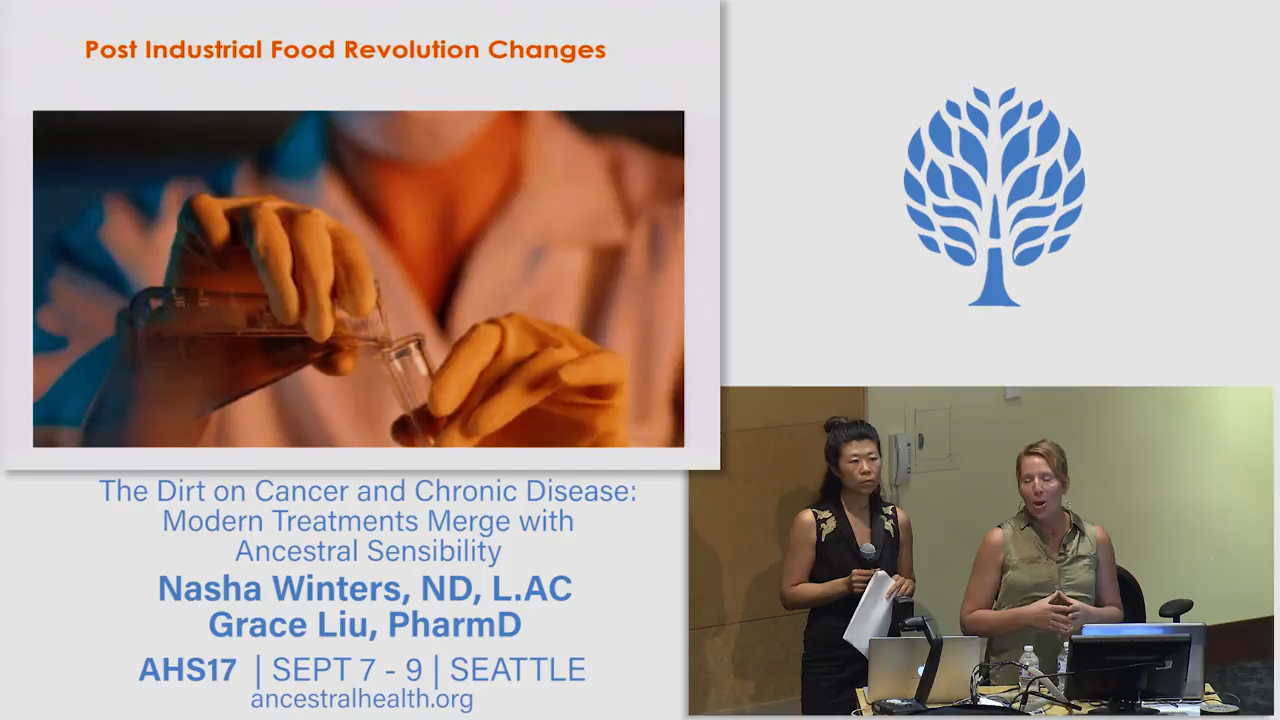 Post Industrial Food Revolution Changes
The Dirt on Cancer and Chronic Disease:
Modern Treatments Merge with
Ancestral Sensibility
Nasha Winters, ND, L.AC
Grace Liu, PharmD
AHS17 | SEPT 7 - 9 | SEATTLE
ancestralhealth.org